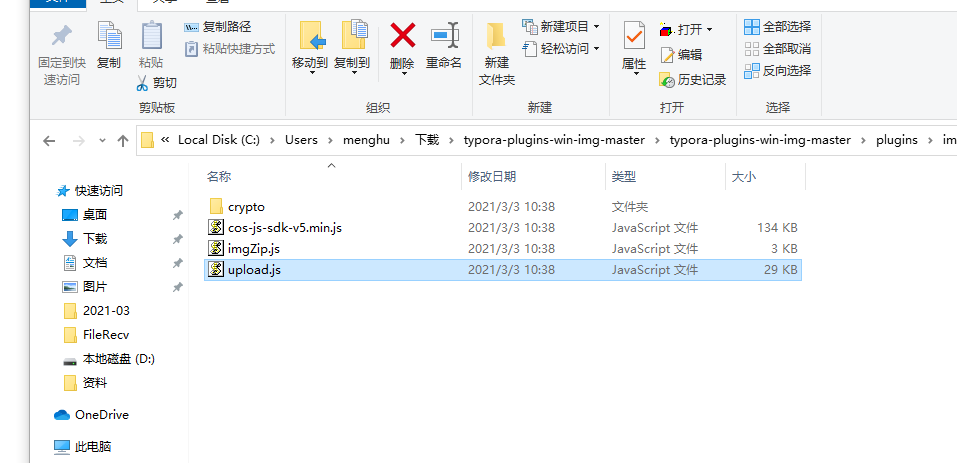 固定到快
速访问
复制
粘贴
复制路径
粘贴快捷方式
剪切
剪贴板
移动到
复制到
删除
重命名
组织
新建
文件夹
新建项目
轻松访问
新建
属性
打开
编辑
历史记录
打开
全部选择
全部取消
反向选择
选择
« Local Disk (C:) > Users > menghu > 下载 > typora-plugins-win-img-master > typora-plugins-win-img-master > plugins > im
名称 修改日期 类型 大小
crypto 2021/3/3 10:38 文件夹
cos-js-sdk-v5.min.js 2021/3/3 10:38 JavaScript 文件 134 KB
imgZip.js 2021/3/3 10:38 JavaScript 文件 3 KB
upload.js 2021/3/3 10:38 JavaScript 文件 29 KB
快速访问
桌面
下载
文档
图片
2021-03
FileRecv
本地磁盘 (D:)
资料
OneDrive
此电脑